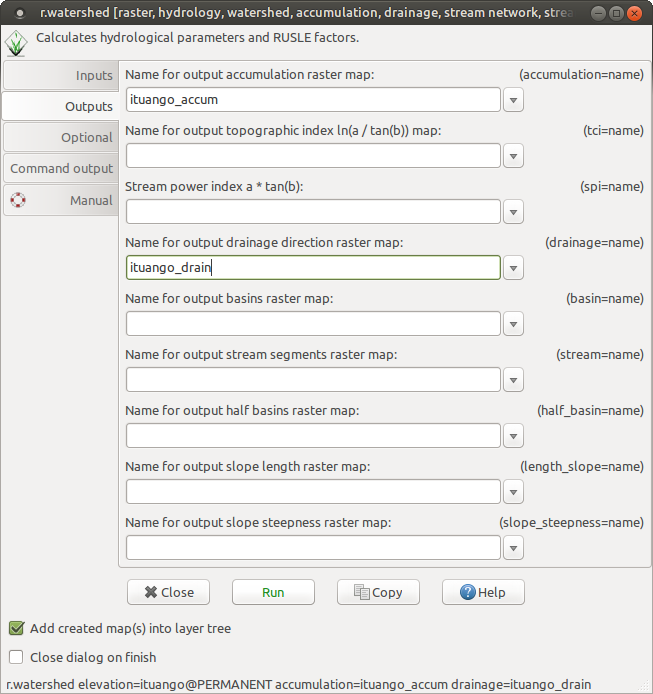 r.watershed [raster, hydrology, watershed, accumulation, drainage, stream network, strea
Calculates hydrological parameters and RUSLE factors.
Inputs
Outputs
Optional
Command output
Manual
Name for output accumulation raster map: (accumulation=name)
ituango_accum
Name for output topographic index ln(a / tan(b)) map: (tci=name)
Stream power index a * tan(b): (spi=name)
Name for output drainage direction raster map: (drainage=name)
ituango_drain
Name for output basins raster map: (basin=name)
Name for output stream segments raster map: (stream=name)
Name for output half basins raster map: (half_basin=name)
Name for output slope length raster map: (length_slope=name)
Name for output slope steepness raster map: (slope_steepness=name)
Close Run Copy Help
Add created map(s) into layer tree
Close dialog on finish
r.watershed elevation=ituango@PERMANENT accumulation=ituango_accum drainage=ituango_drain